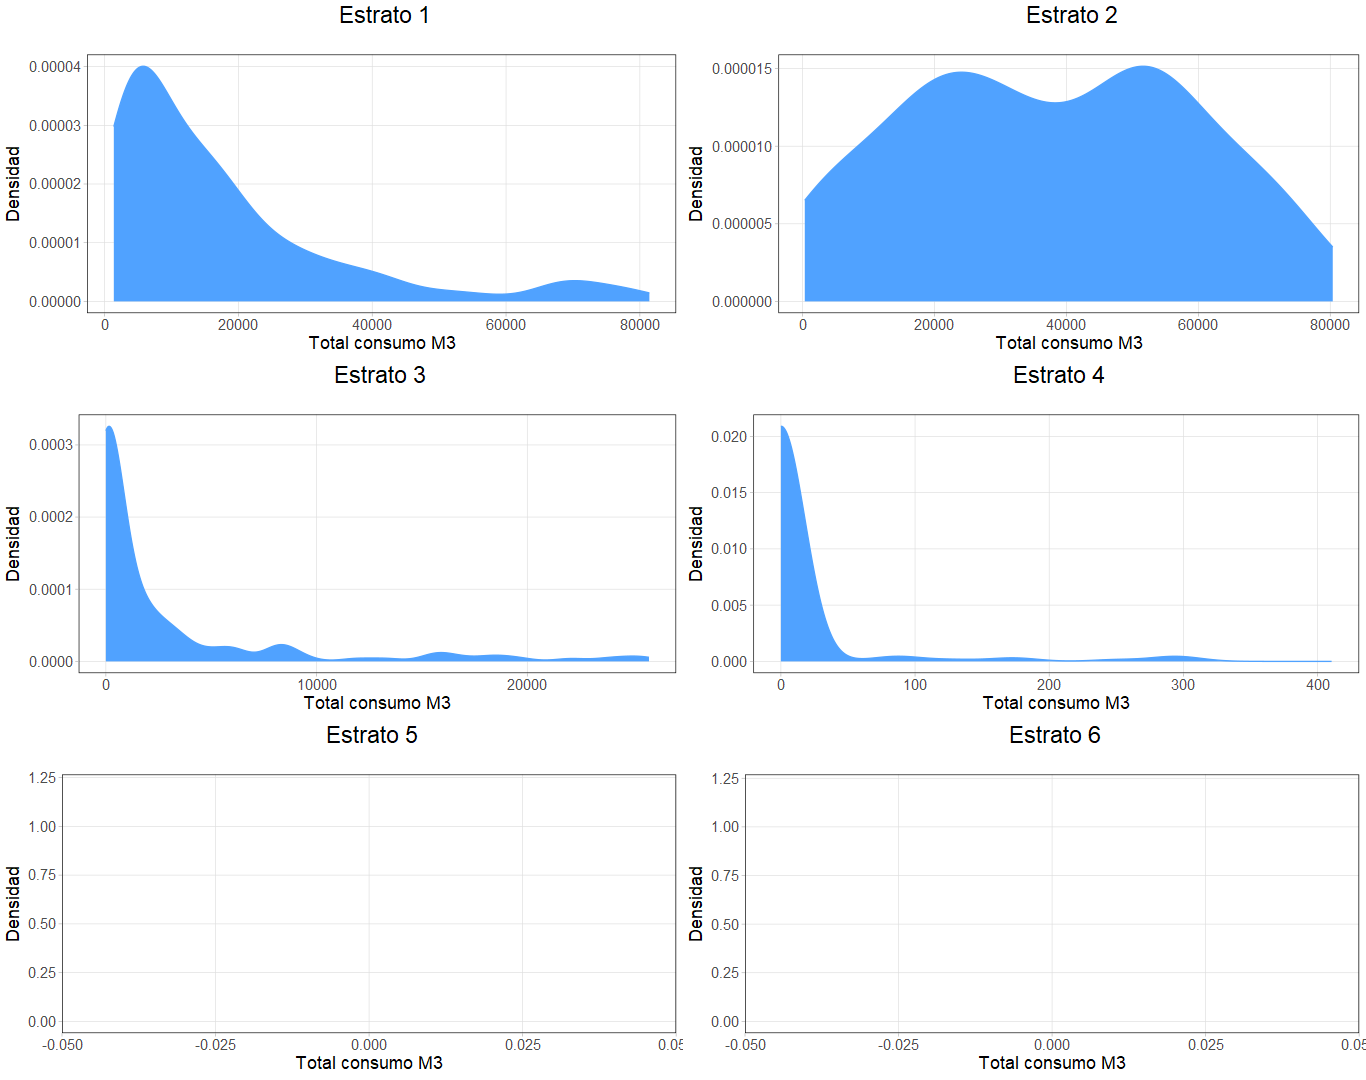 Estrato 1
0.00004
0.00003
0.00002
0.00001
0.00000
Densidad
0 20000 40000 60000 80000
Total consumo M3
Estrato 2
0.000015
0.000010
0.000005
0.000000
Densidad
0 20000 40000 60000 80000
Total consumo M3
Estrato 3
0.0003
0.0002
0.0001
0.0000
Densidad
0 10000 20000
Total consumo M3
Estrato 4
0.020
0.015
0.010
0.005
0.000
Densidad
0 100 200 300 400
Total consumo M3
Estrato 5
1.25
1.00
0.75
0.50
0.25
0.00
Densidad
-0.050 -0.025 0.000 0.025
Total consumo M3
Estrato 6
1.25
1.00
0.75
0.50
0.25
0.00
Densidad
-0.050 -0.025 0.000 0.025
Total consumo M3